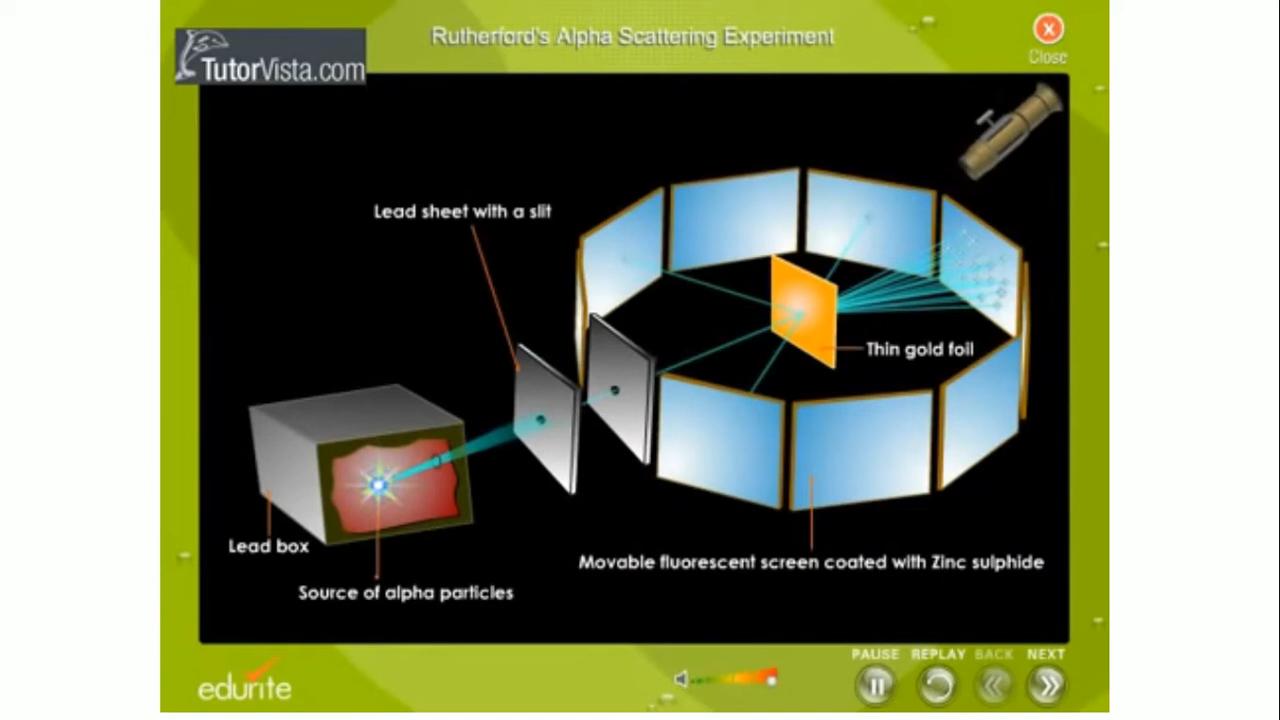 Rutherford's Alpha Scattering Experiment
Close
TutorVista.com
Lead sheet with a slit
Thin gold foil
Lead box
Movable fluorescent screen coated with Zinc sulphide
Source of alpha particles
edurite
PAUSE REPLAY BACK NEXT